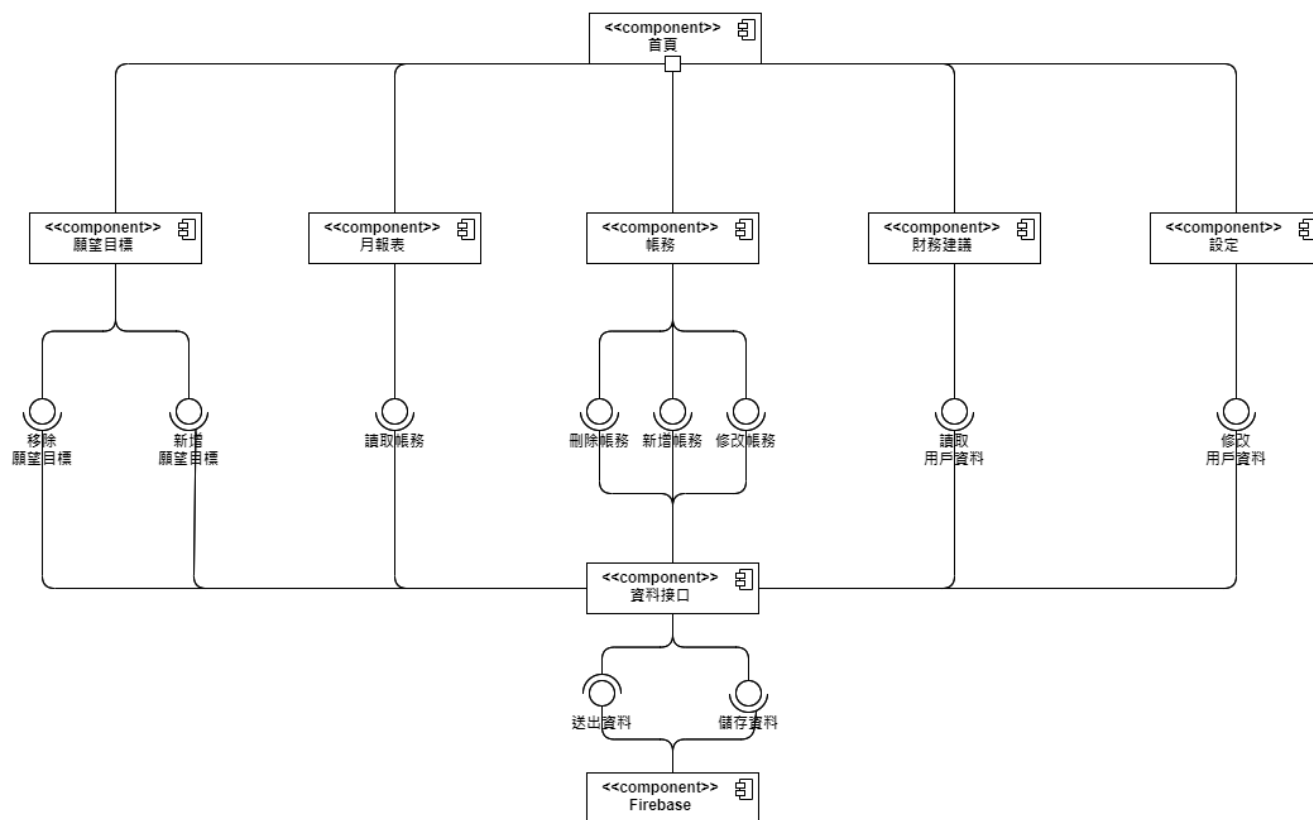 <<component>>
首頁
<<component>>
願望目標
<<component>>
月報表
<<component>>
帳務
<<component>>
財務建議
<<component>>
設定
移除
願望目標
新增
願望目標
讀取帳務
刪除帳務
新增帳務
修改帳務
讀取
用戶資料
修改
用戶資料
<<component>>
資料接口
送出資料
儲存資料
<<component>>
Firebase